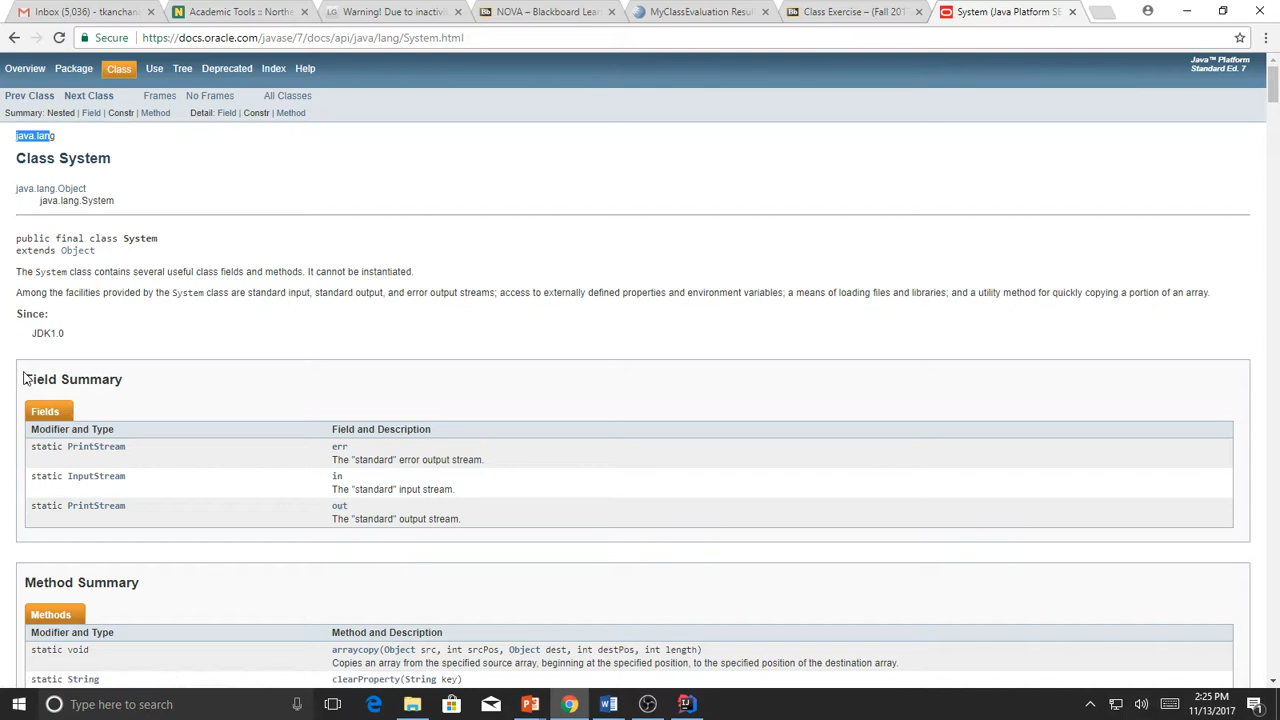 Inbox (5,036) - tkanchan
Academic Tools :: Northe
Warning! Due to inactivi
NOVA – Blackboard Lear
MyClassEvaluation Resul
Class Exercise – (Fall 201
System (Java Platform SE
Secure
https://docs.oracle.com/javase/7/docs/api/java/lang/System.html
Overview Package Class Use Tree Deprecated Index Help
Java™ Platform
Standard Ed. 7
Prev Class Next Class Frames No Frames All Classes
Summary: Nested | Field | Constr | Method Detail: Field | Constr | Method
java.lang
Class System
java.lang.Object
java.lang.System
public final class System
extends Object
The System class contains several useful class fields and methods. It cannot be instantiated.
Among the facilities provided by the System class are standard input, standard output, and error output streams; access to externally defined properties and environment variables; a means of loading files and libraries; and a utility method for quickly copying a portion of an array.
Since:
JDK1.0
Field Summary
Fields
Modifier and Type Field and Description
static PrintStream err
The "standard" error output stream.
static InputStream in
The "standard" input stream.
static PrintStream out
The "standard" output stream.
Method Summary
Methods
Modifier and Type Method and Description
static void arraycopy(Object src, int srcPos, Object dest, int destPos, int length)
Copies an array from the specified source array, beginning at the specified position, to the specified position of the destination array.
static String clearProperty(String key)
Type here to search
2:25 PM
11/13/2017